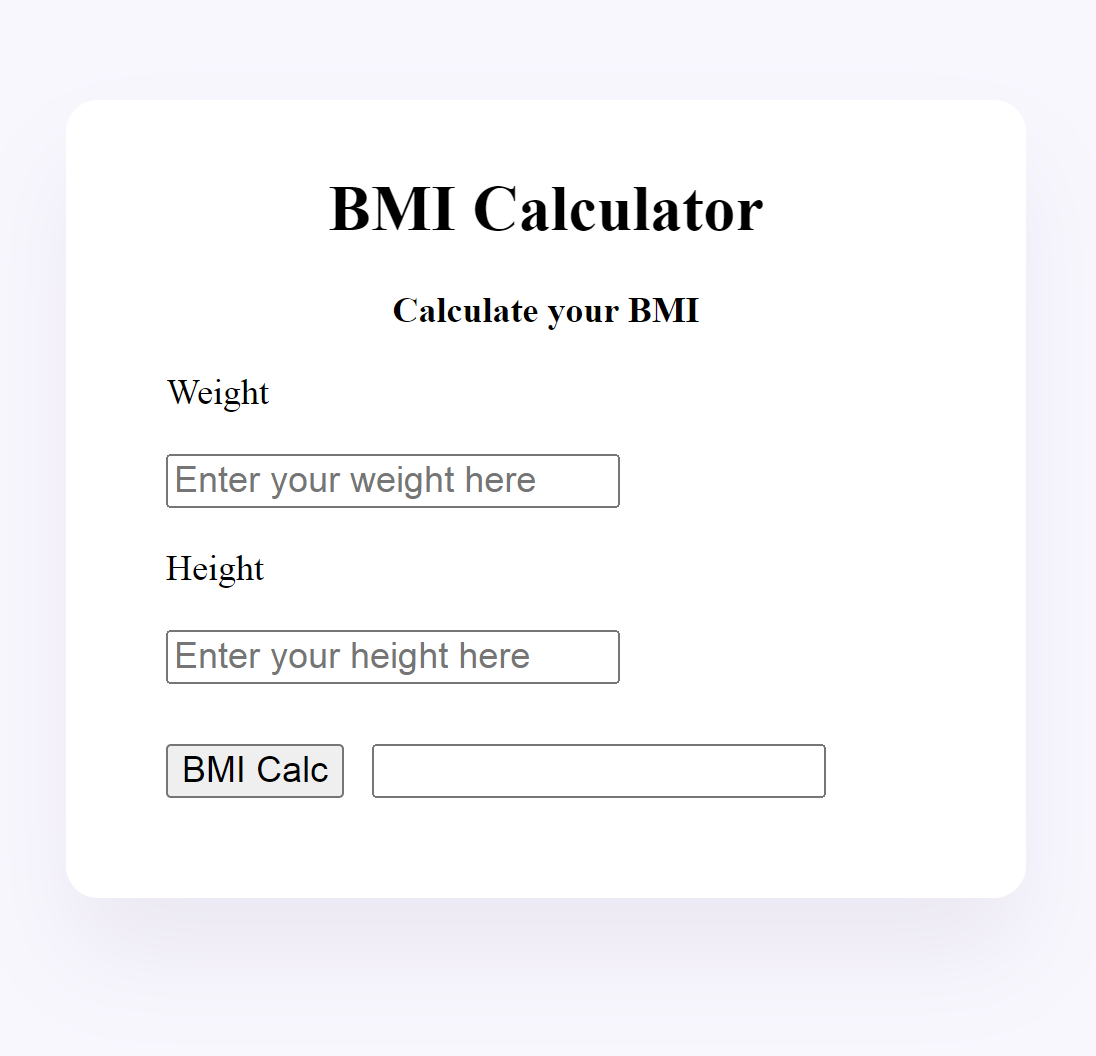 BMI Calculator
Calculate your BMI
Weight
Enter your weight here
Height
Enter your height here
BMI Calc